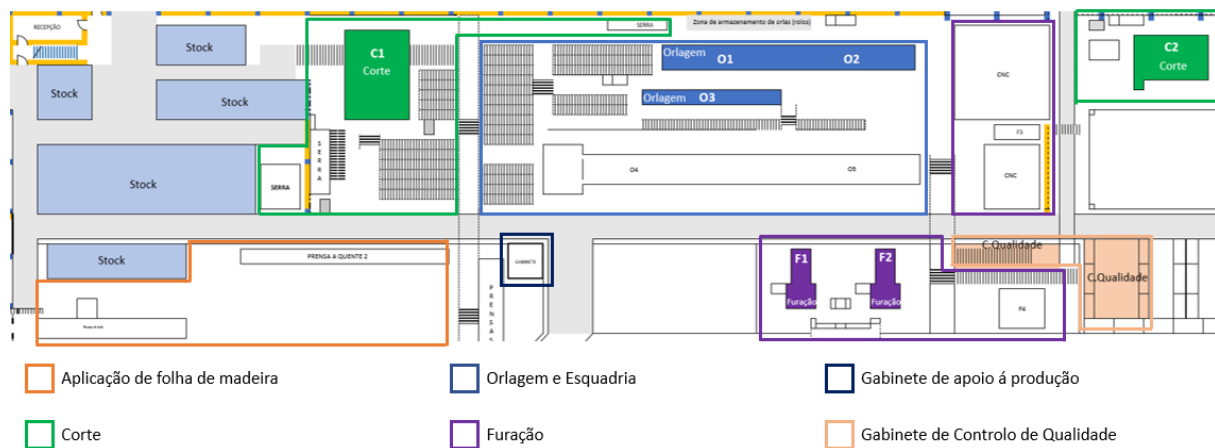 RECEPÇÃO
Stock
Stock
Stock
Stock
Stock
C1
Corte
SERRA
SERRA
SERRA
Zona de armazenamento de orlas (rolos)
Orlagem
O1
O2
Orlagem O3
O4
O5
CNC
F3
CNC
C2
Corte
PRENSA A QUENTE 2
PRENSAS
GABINETE
F1
Furação
F2
Furação
F4
C.Qualidade
C.Qualidade
Aplicação de folha de madeira
Orlagem e Esquadria
Gabinete de apoio á produção
Corte
Furação
Gabinete de Controlo de Qualidade